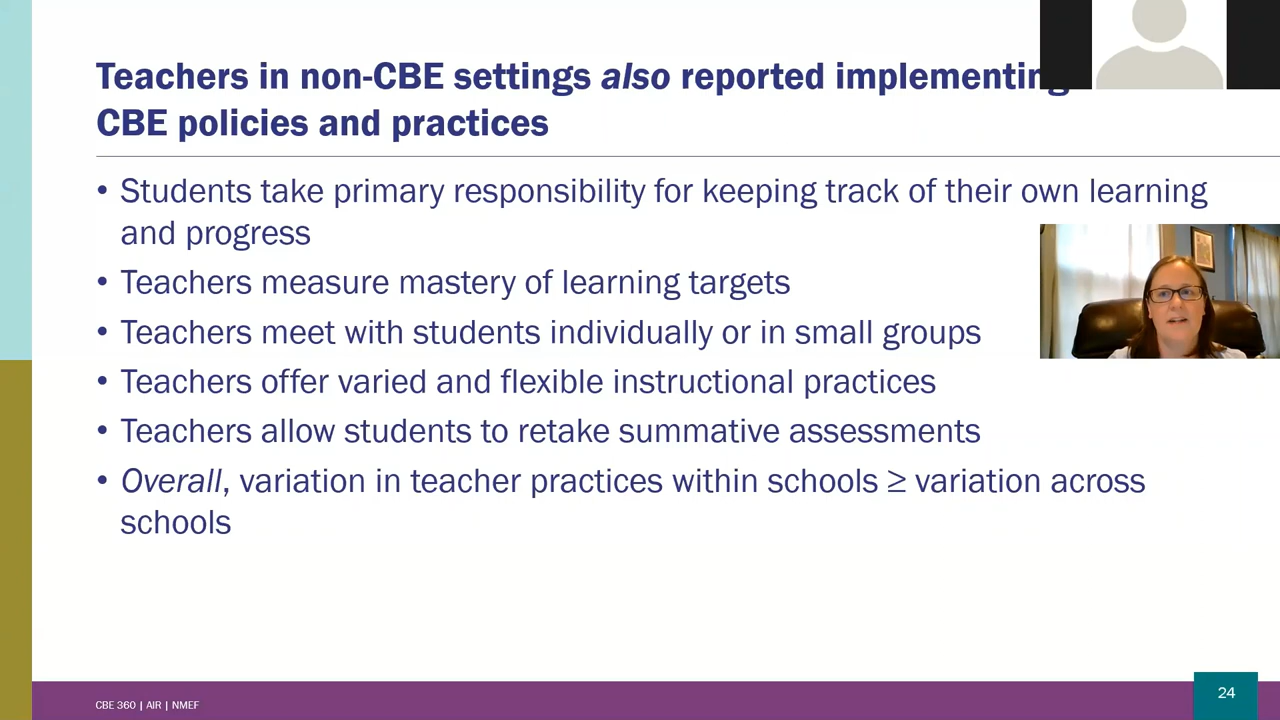 Teachers in non-CBE settings also reported implementing
CBE policies and practices
• Students take primary responsibility for keeping track of their own learning
and progress
• Teachers measure mastery of learning targets
• Teachers meet with students individually or in small groups
• Teachers offer varied and flexible instructional practices
• Teachers allow students to retake summative assessments
• Overall, variation in teacher practices within schools ≥ variation across
schools
CBE 360 | AIR | NMEF
24